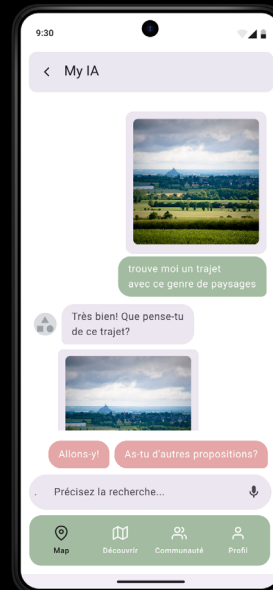 9:30
My IA
trouve moi un trajet
avec ce genre de paysages
Très bien! Que pense-tu
de ce trajet?
Allons-y!
As-tu d'autres propositions?
Précisez la recherche...
Map
Découvrir
Communauté
Profil